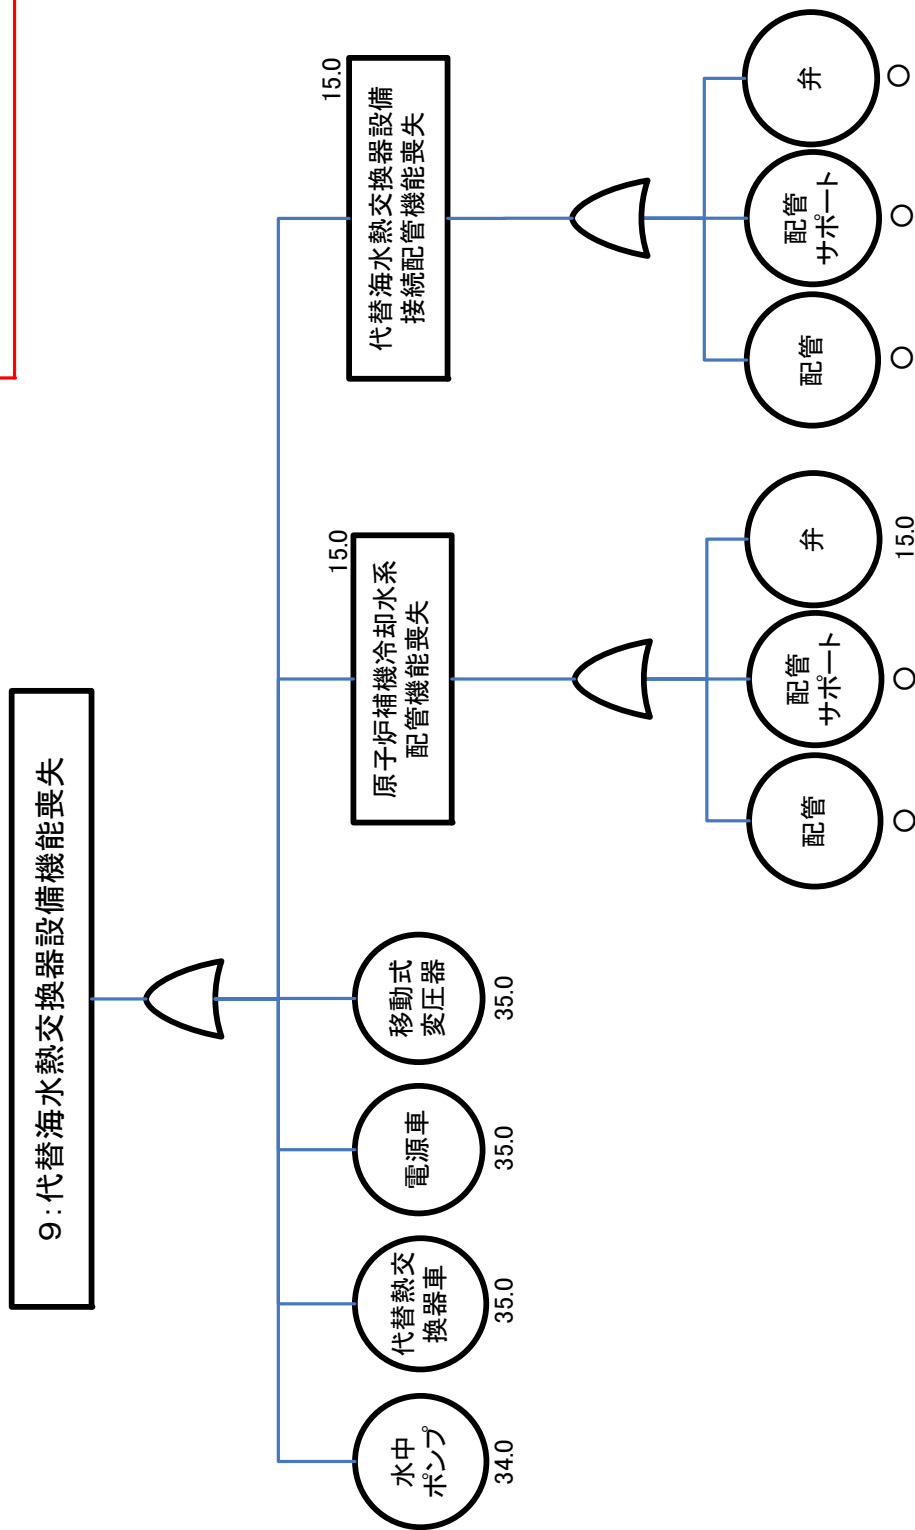 9:代替海水熱交換器設備機能喪失
水中
ポンプ
34.0
代替熱交
換器車
35.0
電源車
35.0
移動式
変圧器
35.0
15.0
原子炉補機冷却水系
配管機能喪失
15.0
代替海水熱交換器設備
接続配管機能喪失
配管
○
配管
サポート
○
弁
15.0
配管
○
配管
サポート
○
弁
○